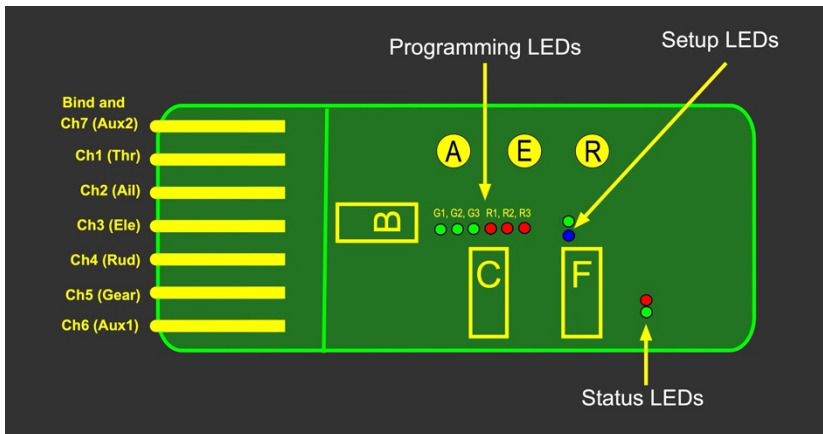 Programming LEDs
Setup LEDs
Bind and
Ch7 (Aux2)
Ch1 (Thr)
Ch2 (Ail)
Ch3 (Ele)
Ch4 (Rud)
Ch5 (Gear)
Ch6 (Aux1)
A E R
G1, G2, G3 R1, R2, R3
B
C F
Status LEDs